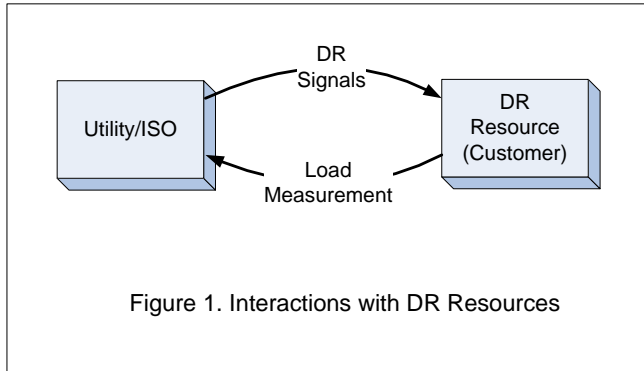 DR
Signals
Utility/ISO
DR
Resource
(Customer)
Load
Measurement
Figure 1. Interactions with DR Resources